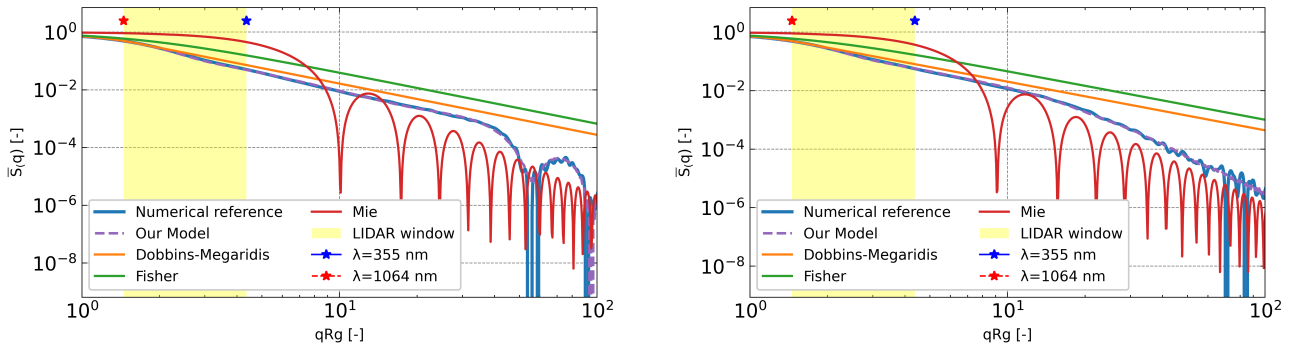 10⁰
10⁻²
10⁻⁴
10⁻⁶
10⁻⁸
S̅(q) [-]
Numerical reference
Our Model
Dobbins-Megaridis
Fisher
Mie
LIDAR window
λ=355 nm
λ=1064 nm
10⁰
10¹
10²
qRg [-]
10⁰
10⁻²
10⁻⁴
10⁻⁶
10⁻⁸
S̅(q) [-]
Numerical reference
Our Model
Dobbins-Megaridis
Fisher
Mie
LIDAR window
λ=355 nm
λ=1064 nm
10⁰
10¹
10²
qRg [-]